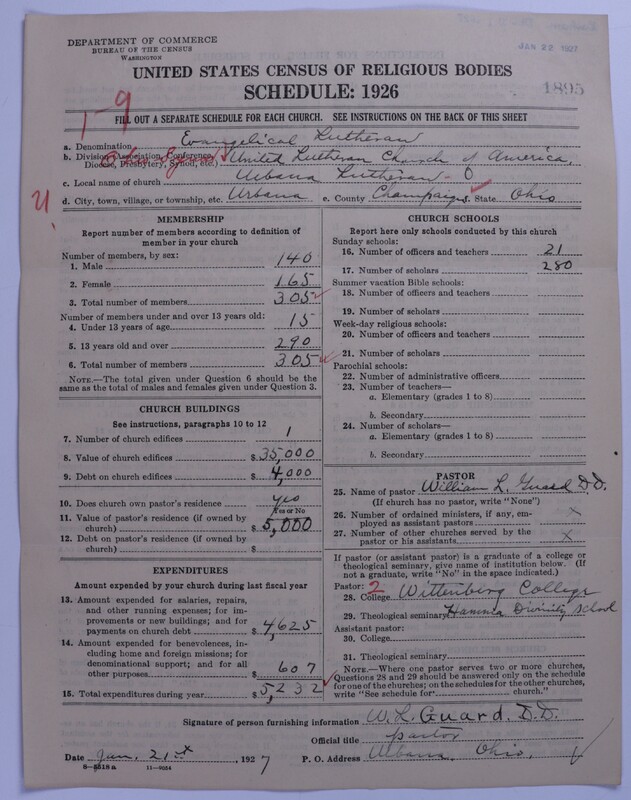 DEPARTMENT OF COMMERCE
BUREAU OF THE CENSUS
WASHINGTON
JAN 22 1927
UNITED STATES CENSUS OF RELIGIOUS BODIES
SCHEDULE: 1926
1895
1-9
FILL OUT A SEPARATE SCHEDULE FOR EACH CHURCH. SEE INSTRUCTIONS ON THE BACK OF THIS SHEET
a. Denomination Evangelical Lutheran
b. Division (Association, Conference, Diocese, Presbytery, Synod, etc.) United Lutheran Church of America,
c. Local name of church Urbana Lutheran - O
d. City, town, village, or township, etc. Urbana e. County Champaign f. State Ohio
U.
MEMBERSHIP
Report number of members according to definition of
member in your church
Number of members, by sex:
1. Male 140
2. Female 165
3. Total number of members 305
Number of members under and over 13 years old:
4. Under 13 years of age 15
5. 13 years old and over 290
6. Total number of members 305
NOTE.—The total given under Question 6 should be the
same as the total of males and females given under Question 3.
CHURCH BUILDINGS
See instructions, paragraphs 10 to 12
7. Number of church edifices 1
8. Value of church edifices $35,000
9. Debt on church edifices $4,000
10. Does church own pastor's residence yes
Yes or No
11. Value of pastor's residence (if owned by
church) $5,000
12. Debt on pastor's residence (if owned by
church) $
EXPENDITURES
Amount expended by your church during last fiscal year
13. Amount expended for salaries, repairs,
and other running expenses; for im-
provements or new buildings; and for
payments on church debt $4625
14. Amount expended for benevolences, in-
cluding home and foreign missions; for
denominational support; and for all
other purposes $607
15. Total expenditures during year $5232
CHURCH SCHOOLS
Report here only schools conducted by this church
Sunday schools:
16. Number of officers and teachers 21
17. Number of scholars 280
Summer vacation Bible schools:
18. Number of officers and teachers
19. Number of scholars
Week-day religious schools:
20. Number of officers and teachers
21. Number of scholars
Parochial schools:
22. Number of administrative officers
23. Number of teachers—
a. Elementary (grades 1 to 8)
b. Secondary
24. Number of scholars—
a. Elementary (grades 1 to 8)
b. Secondary
PASTOR
25. Name of pastor William L. Guard D.D.
(If church has no pastor, write "None")
26. Number of ordained ministers, if any, em-
ployed as assistant pastors x
27. Number of other churches served by the
pastor or his assistants x
If pastor (or assistant pastor) is a graduate of a college or
theological seminary, give name of institution below. (If
not a graduate, write "No" in the space indicated.)
Pastor: 2
28. College Wittenberg College
29. Theological seminary Hamma Divinity School
Assistant pastor:
30. College
31. Theological seminary
NOTE.—Where one pastor serves two or more churches,
Questions 28 and 29 should be answered only on the schedule
for one of the churches; on the schedules for the other churches,
write "See schedule for church."
Signature of person furnishing information W. L. Guard. D.D.
Official title pastor
Date Jan. 21st 1927 P. O. Address Urbana, Ohio,
8-5518a 11-9554